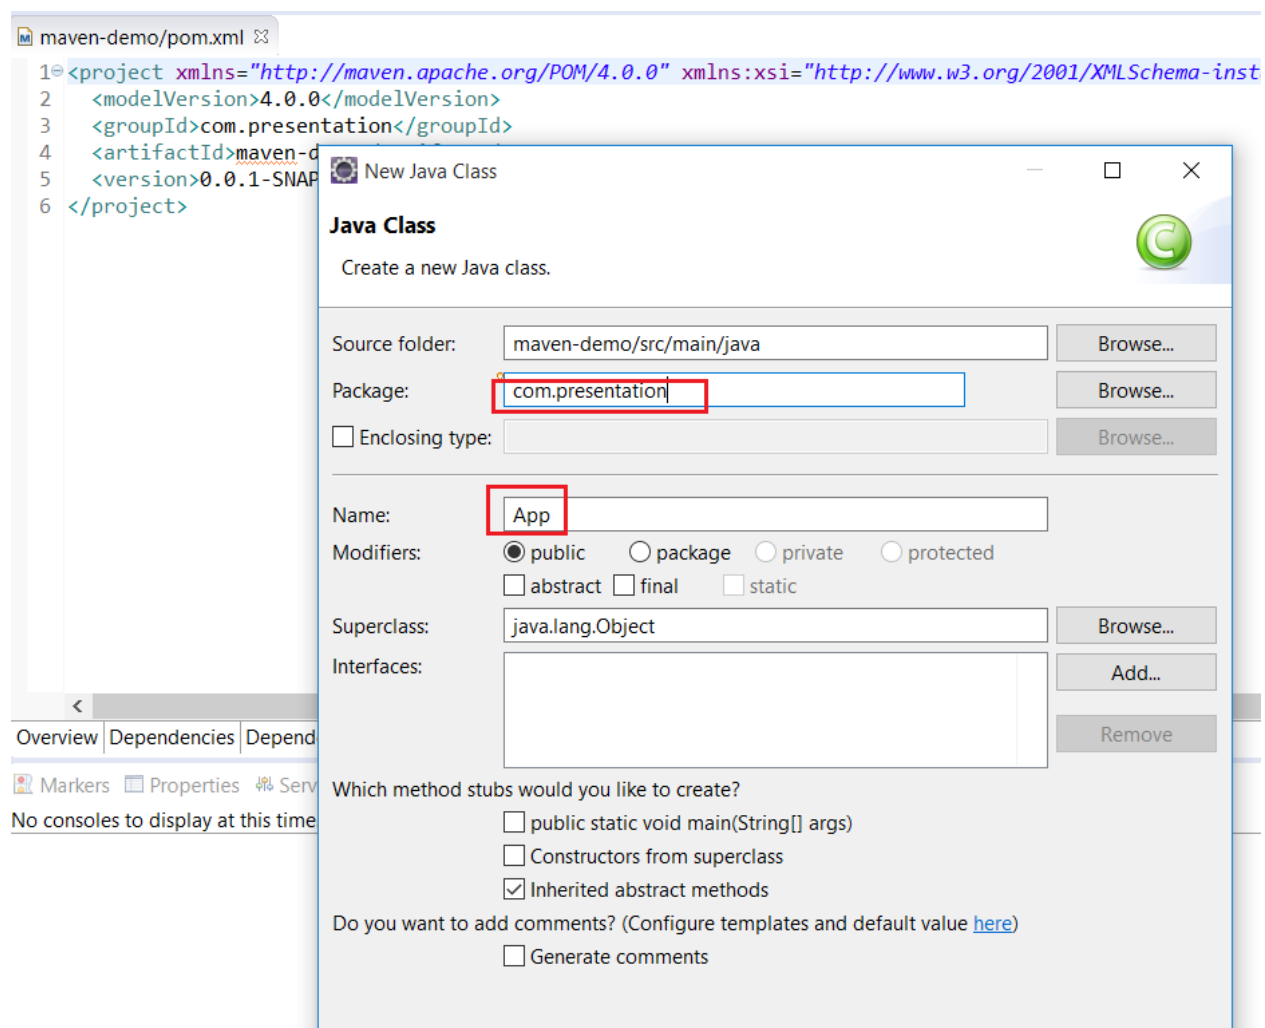 maven-demo/pom.xml
1 <project xmlns="http://maven.apache.org/POM/4.0.0" xmlns:xsi="http://www.w3.org/2001/XMLSchema-inst
2 <modelVersion>4.0.0</modelVersion>
3 <groupId>com.presentation</groupId>
4 <artifactId>maven-d
5 <version>0.0.1-SNAP
6 </project>
New Java Class
Java Class
Create a new Java class.
Source folder: maven-demo/src/main/java Browse...
Package: com.presentation Browse...
Enclosing type: Browse...
Name: App
Modifiers: public package private protected
abstract final static
Superclass: java.lang.Object Browse...
Interfaces: Add...
Remove
Overview Dependencies Depend
Markers Properties Serv
No consoles to display at this time
Which method stubs would you like to create?
public static void main(String[] args)
Constructors from superclass
Inherited abstract methods
Do you want to add comments? (Configure templates and default value here)
Generate comments